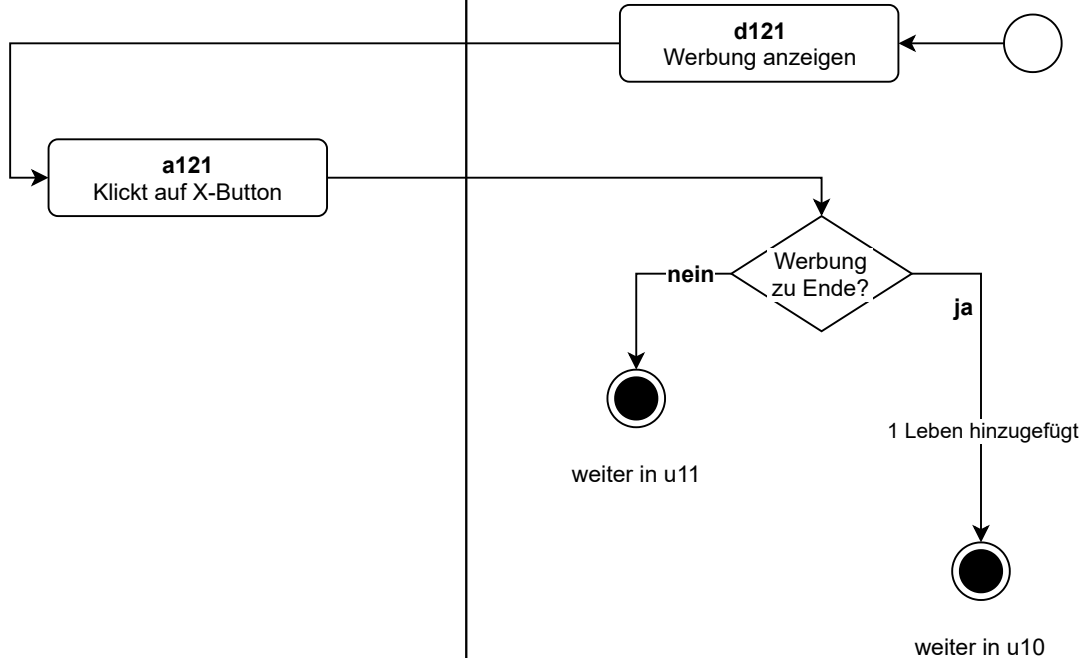 d121
Werbung anzeigen
a121
Klickt auf X-Button
Werbung
zu Ende?
nein
ja
1 Leben hinzugefügt
weiter in u11
weiter in u10